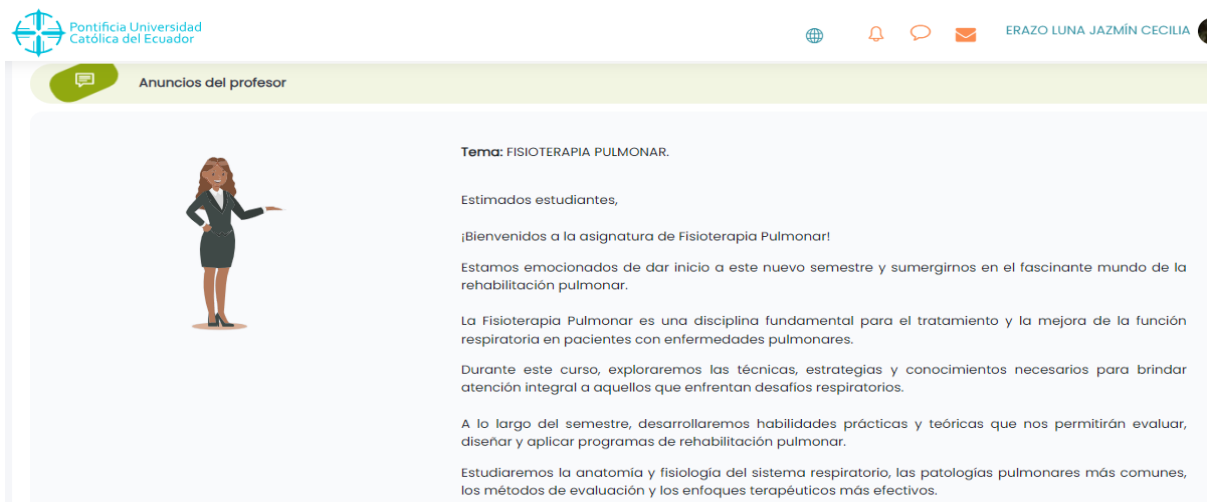 Pontificia Universidad
Católica del Ecuador
ERAZO LUNA JAZMÍN CECILIA
Anuncios del profesor
Tema: FISIOTERAPIA PULMONAR.
Estimados estudiantes,
¡Bienvenidos a la asignatura de Fisioterapia Pulmonar!
Estamos emocionados de dar inicio a este nuevo semestre y sumergirnos en el fascinante mundo de la
rehabilitación pulmonar.
La Fisioterapia Pulmonar es una disciplina fundamental para el tratamiento y la mejora de la función
respiratoria en pacientes con enfermedades pulmonares.
Durante este curso, exploraremos las técnicas, estrategias y conocimientos necesarios para brindar
atención integral a aquellos que enfrentan desafíos respiratorios.
A lo largo del semestre, desarrollaremos habilidades prácticas y teóricas que nos permitirán evaluar,
diseñar y aplicar programas de rehabilitación pulmonar.
Estudiaremos la anatomía y fisiología del sistema respiratorio, las patologías pulmonares más comunes,
los métodos de evaluación y los enfoques terapéuticos más efectivos.